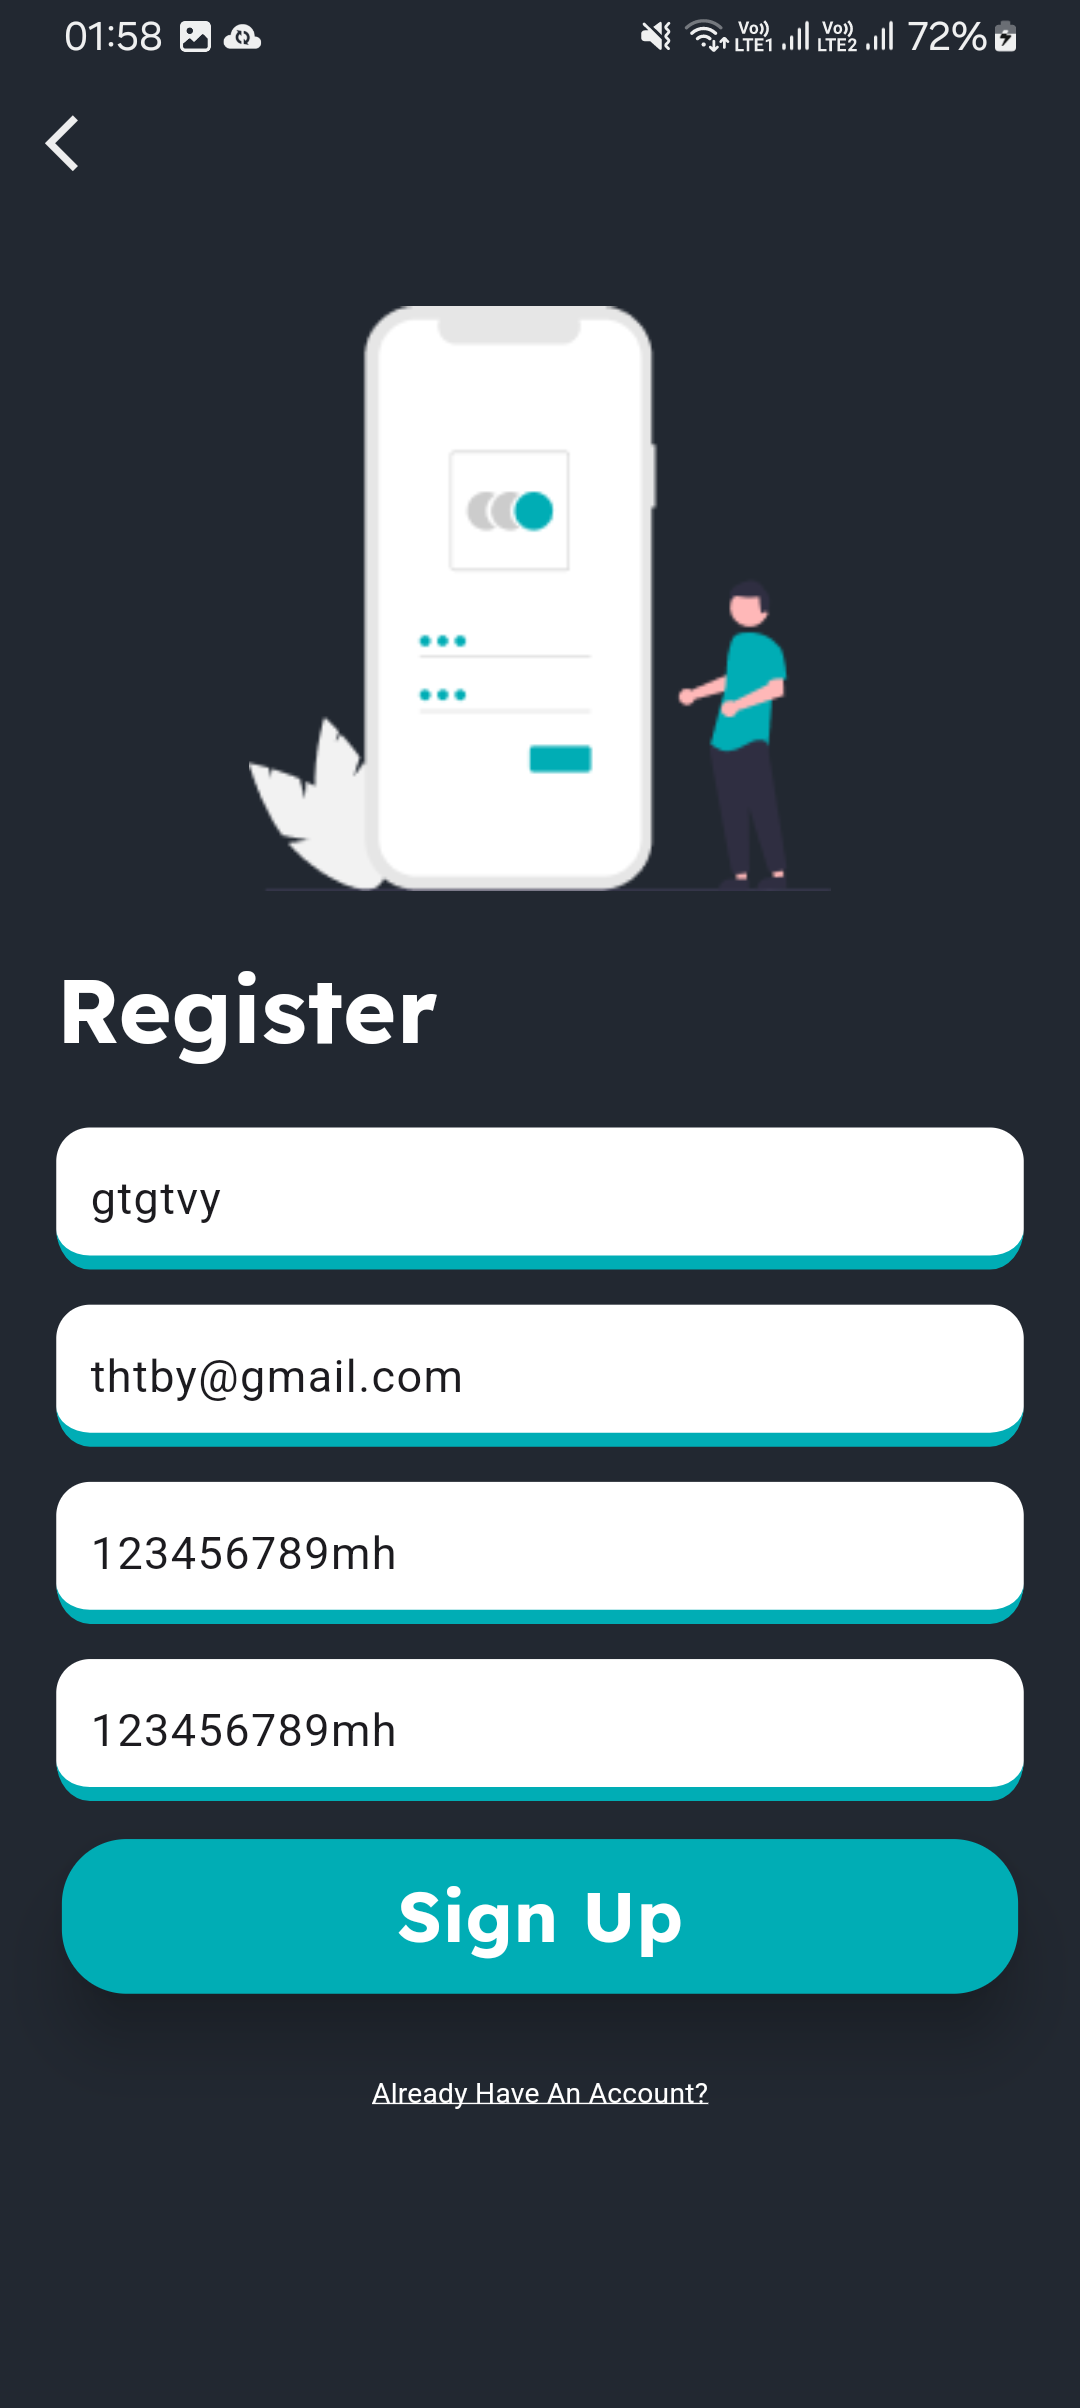 01:58
Vo)) LTE1 Vo)) LTE2 72%
Register
gtgtvy
thtby@gmail.com
123456789mh
123456789mh
Sign Up
Already Have An Account?